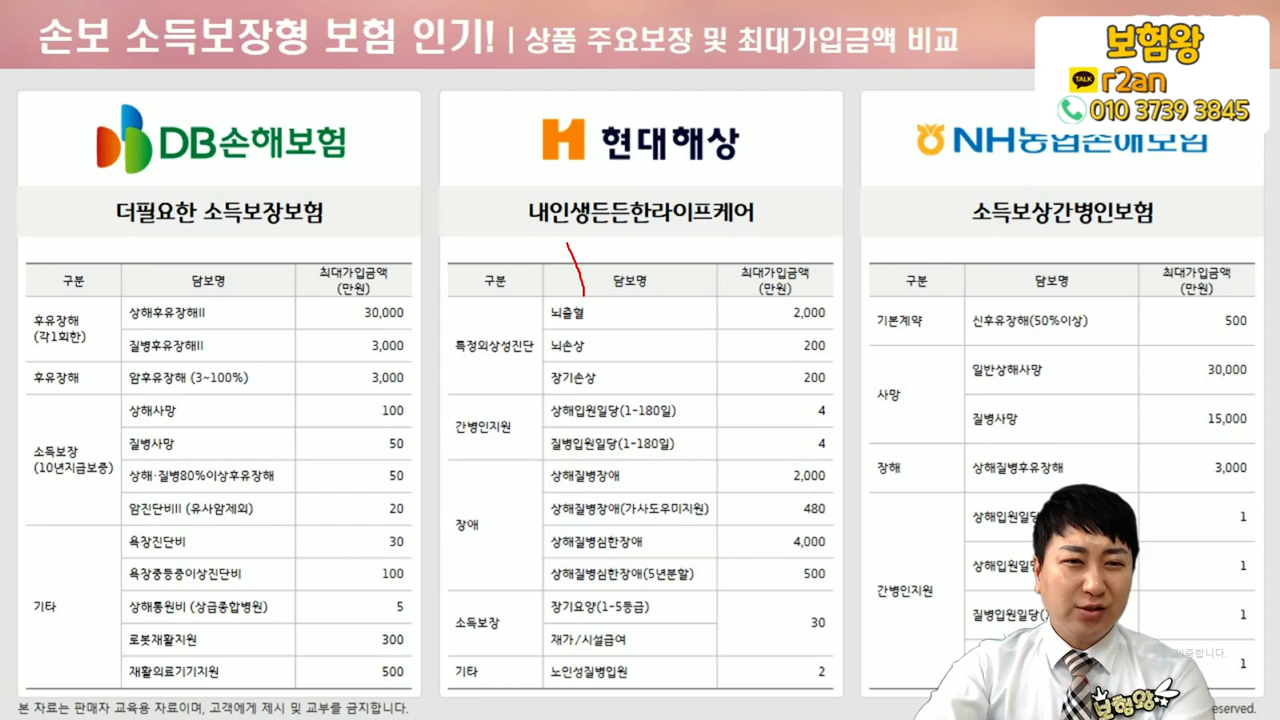 손보 소득보장형 보험 인기! | 상품 주요보장 및 최대가입금액 비교
보험왕
TALK r2an
010 3739 3845
DB손해보험
더필요한 소득보장보험
구분 담보명 최대가입금액 (만원)
후유장해 (각1회한) 상해후유장해II 30,000
질병후유장해II 3,000
후유장해 암후유장해 (3~100%) 3,000
소득보장 (10년지급보증) 상해사망 100
질병사망 50
상해·질병80%이상후유장해 50
암진단비II (유사암제외) 20
기타 욕창진단비 30
욕창중등증이상진단비 100
상해통원비 (상급종합병원) 5
로봇재활지원 300
재활의료기기지원 500
현대해상
내인생든든한라이프케어
구분 담보명 최대가입금액 (만원)
특정외상성진단 뇌출혈 2,000
뇌손상 200
장기손상 200
간병인지원 상해입원일당(1-180일) 4
질병입원일당(1-180일) 4
장애 상해질병장애 2,000
상해질병장애(가사도우미지원) 480
상해질병심한장애 4,000
상해질병심한장애(5년분할) 500
소득보장 장기요양(1-5등급) 30
재가/시설급여
기타 노인성질병입원 2
NH농협손해보험
소득보상간병인보험
구분 담보명 최대가입금액 (만원)
기본계약 신후유장해(50%이상) 500
사망 일반상해사망 30,000
질병사망 15,000
장해 상해질병후유장해 3,000
간병인지원 상해입원일당 1
상해입원일 1
질병입원일당( 1
1
보험왕
본 자료는 판매자 교육용 자료이며, 고객에게 제시 및 교부를 금지합니다.
eserved.